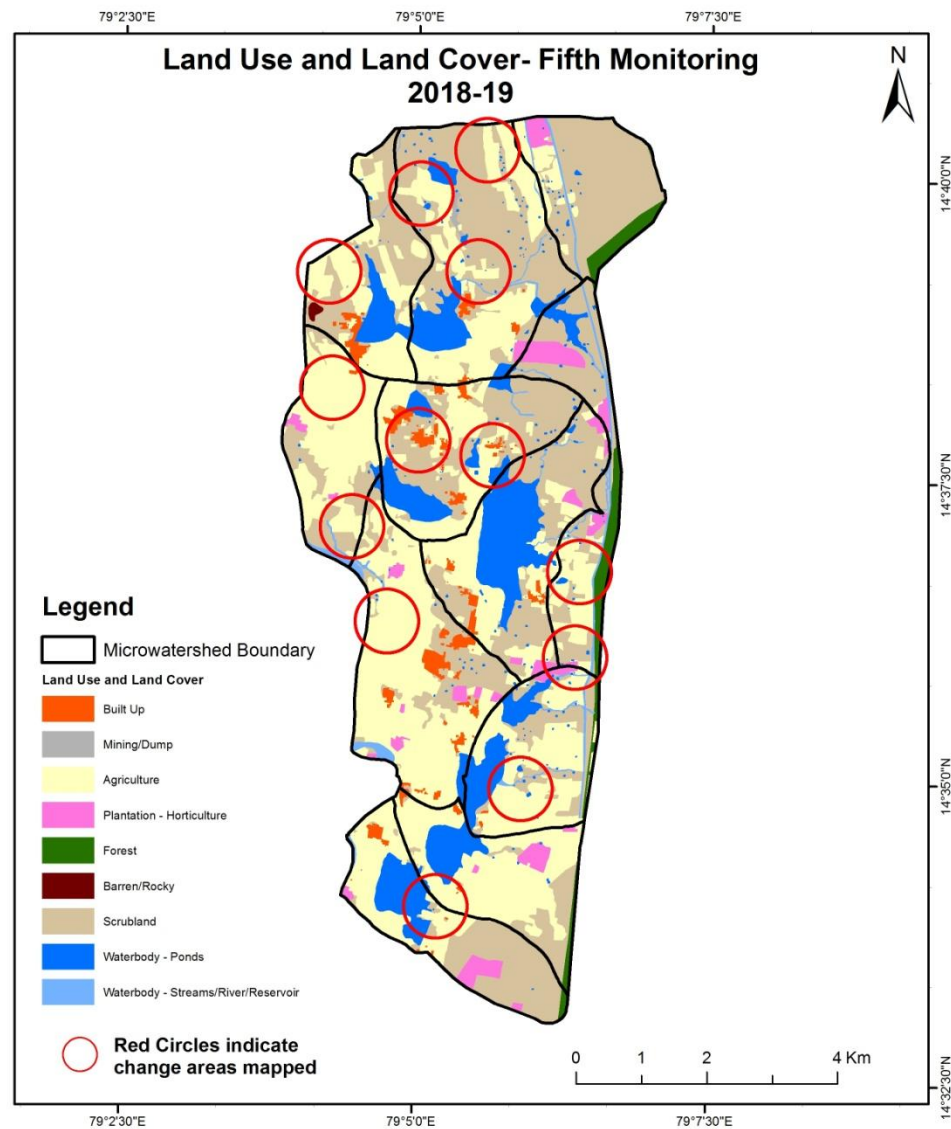 79°2'30"E 79°5'0"E 79°7'30"E
Land Use and Land Cover- Fifth Monitoring
2018-19
N
14°40'0"N
14°37'30"N
14°35'0"N
14°32'30"N
Legend
Microwatershed Boundary
Land Use and Land Cover
Built Up
Mining/Dump
Agriculture
Plantation - Horticulture
Forest
Barren/Rocky
Scrubland
Waterbody - Ponds
Waterbody - Streams/River/Reservoir
Red Circles indicate
change areas mapped
0 1 2 4 Km
79°2'30"E 79°5'0"E 79°7'30"E